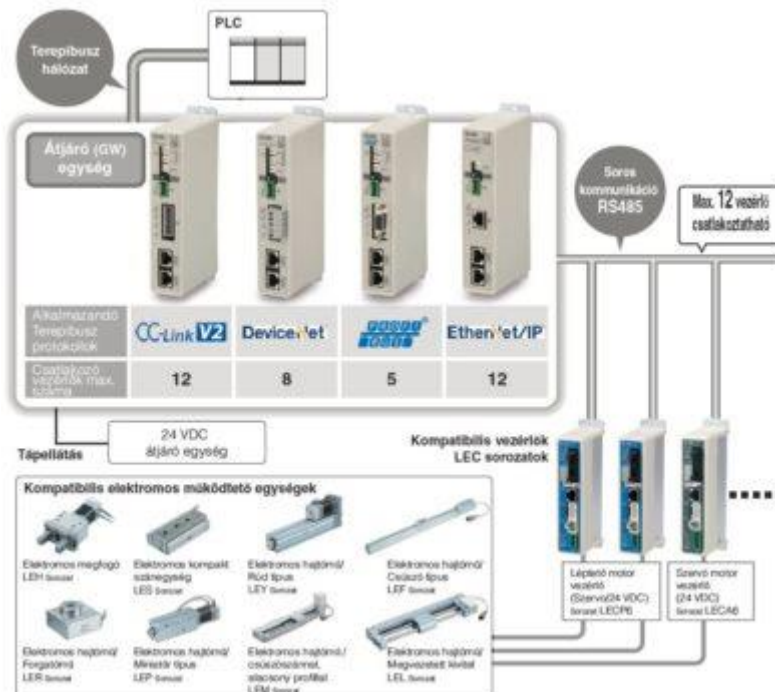 PLC
Terepibusz
hálózat
Átjáró (GW)
egység
Soros
kommunikáció
RS485
Max. 12 vezérlő
csatlakoztatható
Alkalmazandó
Terepibusz
protokollok
CC-Link V2
DeviceNet
EtherNet/IP
Csatlakozó
vezérlők max.
száma
12
8
5
12
24 VDC
átjáró egység
Tápellátás
Kompatibilis vezérlők
LEC sorozatok
Kompatibilis elektromos működtető egységek
Elektromos megfogó
LEH Sorozat
Elektromos kompakt
szánegység
LES Sorozat
Elektromos hajtómű/
Rúd típus
LEY Sorozat
Elektromos hajtómű/
Csúszó típus
LEF Sorozat
Elektromos hajtómű/
Forgatómű
LER Sorozat
Elektromos hajtómű/
Miniatűr típus
LEP Sorozat
Elektromos hajtómű/
csúszószánnal,
alacsony profillal
LEM Sorozat
Elektromos hajtómű/
Megvezetett kivitel
LEL Sorozat
Léptető motor
vezérlő
(Szervo/24 VDC)
Sorozat LECP6
Szervó motor
vezérlő
(24 VDC)
Sorozat LECA6